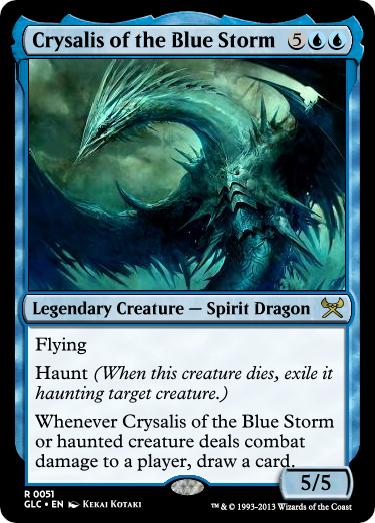 Crysalis of the Blue Storm 5
Legendary Creature — Spirit Dragon
Flying
Haunt (When this creature dies, exile it
haunting target creature.)
Whenever Crysalis of the Blue Storm
or haunted creature deals combat
damage to a player, draw a card.
5/5
R 0051
GLC • EN Kekai Kotaki
™ & © 1993-2013 Wizards of the Coast